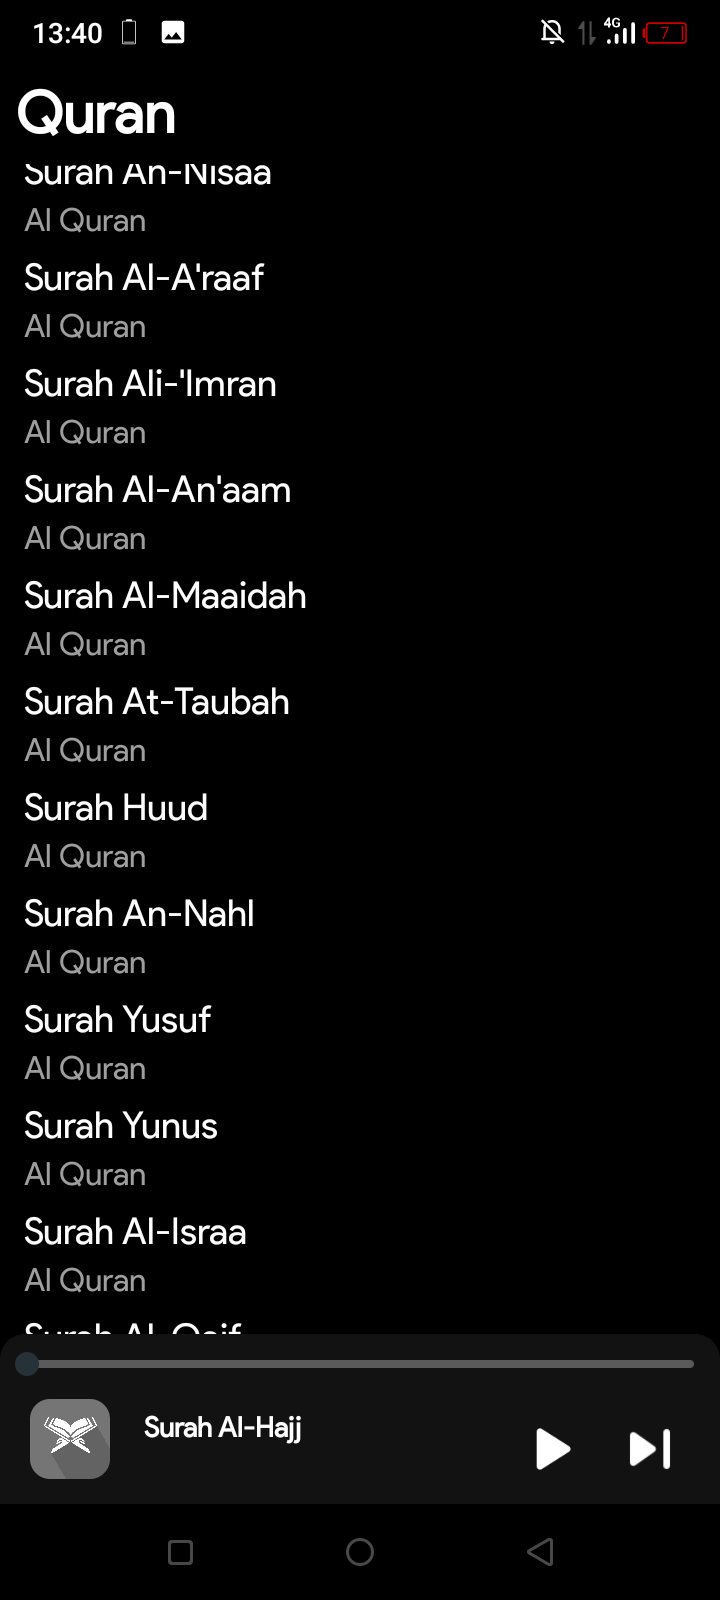 13:40
4G
7
Quran
Surah An-Nisaa
Al Quran
Surah Al-A'raaf
Al Quran
Surah Ali-'Imran
Al Quran
Surah Al-An'aam
Al Quran
Surah Al-Maaidah
Al Quran
Surah At-Taubah
Al Quran
Surah Huud
Al Quran
Surah An-Nahl
Al Quran
Surah Yusuf
Al Quran
Surah Yunus
Al Quran
Surah Al-Israa
Al Quran
Surah Al-
Surah Al-Hajj